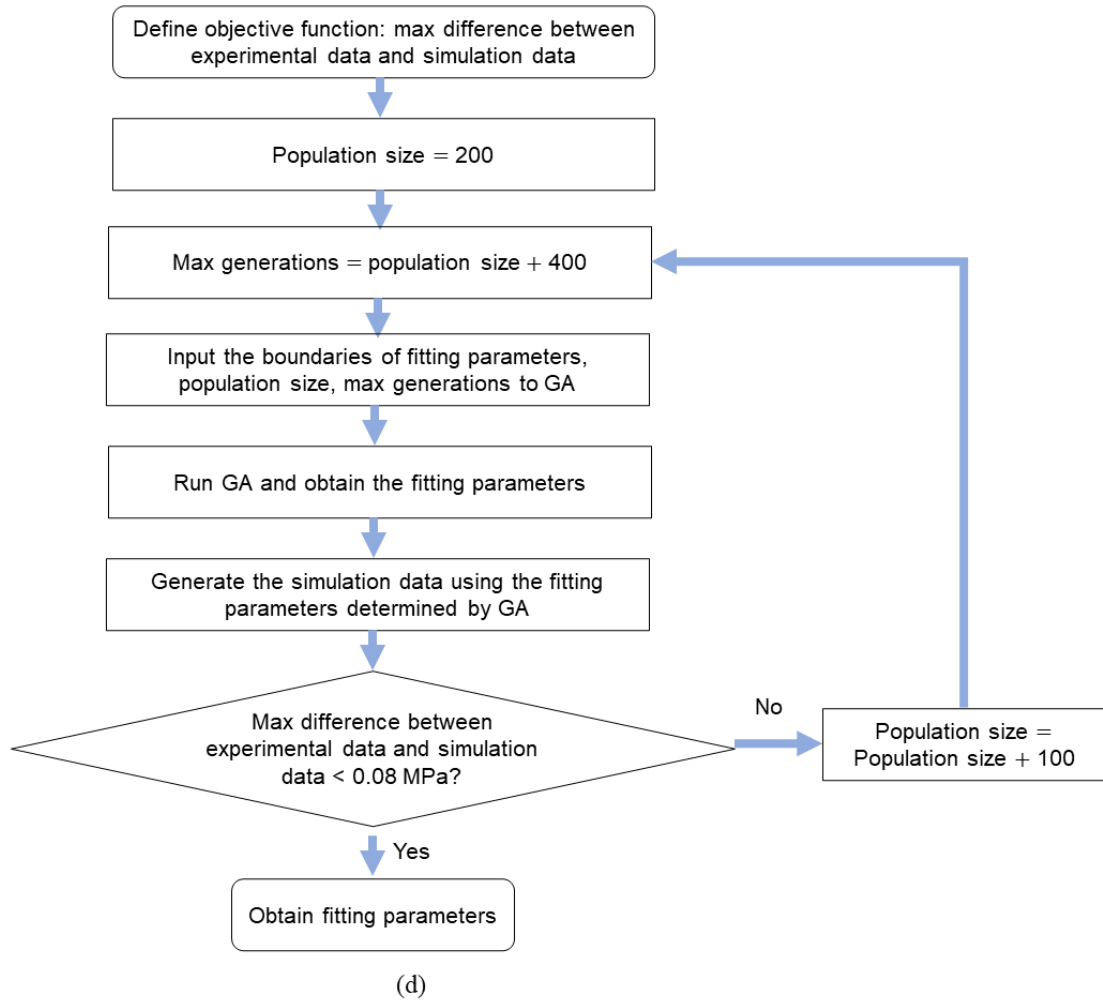 Define objective function: max difference between
experimental data and simulation data
Population size = 200
Max generations = population size + 400
Input the boundaries of fitting parameters,
population size, max generations to GA
Run GA and obtain the fitting parameters
Generate the simulation data using the fitting
parameters determined by GA
Max difference between
experimental data and simulation
data < 0.08 MPa?
No
Population size =
Population size + 100
Yes
Obtain fitting parameters
(d)